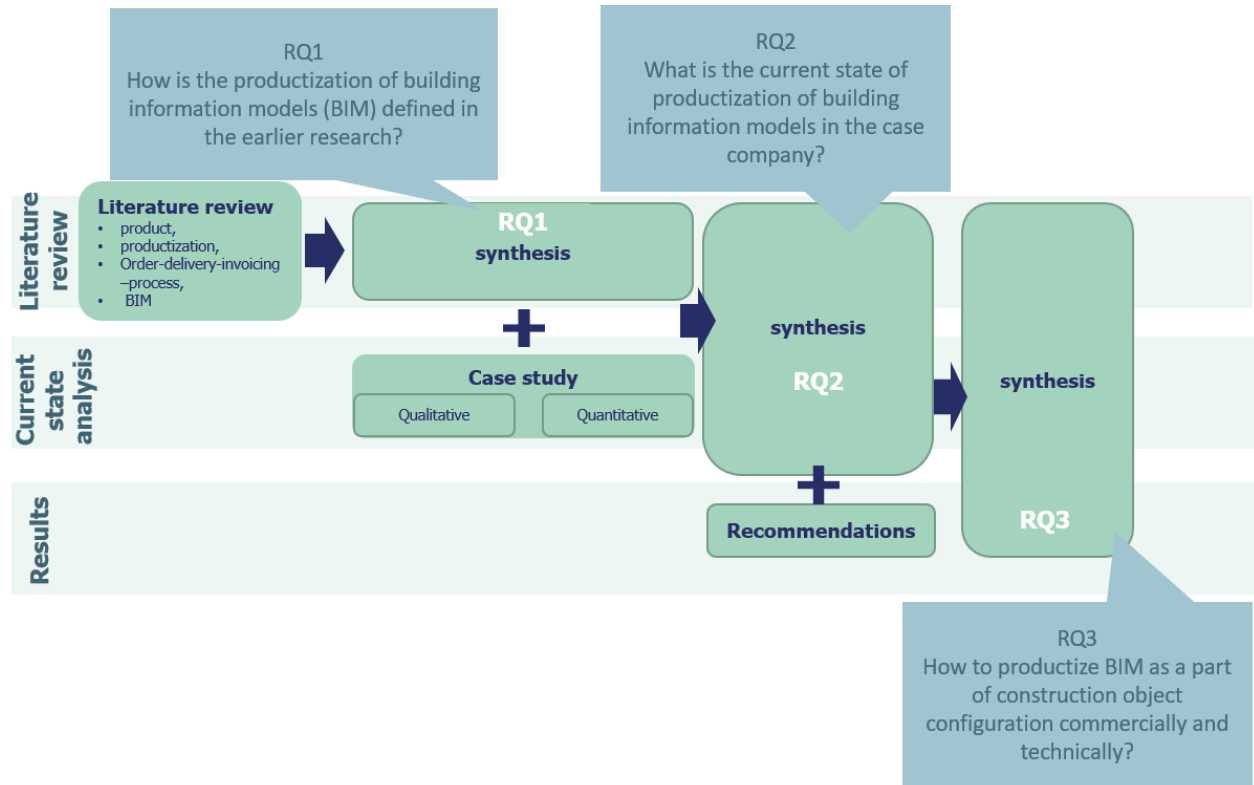 RQ1
How is the productization of building
information models (BIM) defined in
the earlier research?
RQ2
What is the current state of
productization of building
information models in the case
company?
Literature
review
Literature review
• product,
• productization,
• Order-delivery-invoicing
–process,
• BIM
RQ1
synthesis
synthesis
RQ2
synthesis
RQ3
Current
state
analysis
Case study
Qualitative
Quantitative
Results
Recommendations
RQ3
How to productize BIM as a part
of construction object
configuration commercially and
technically?